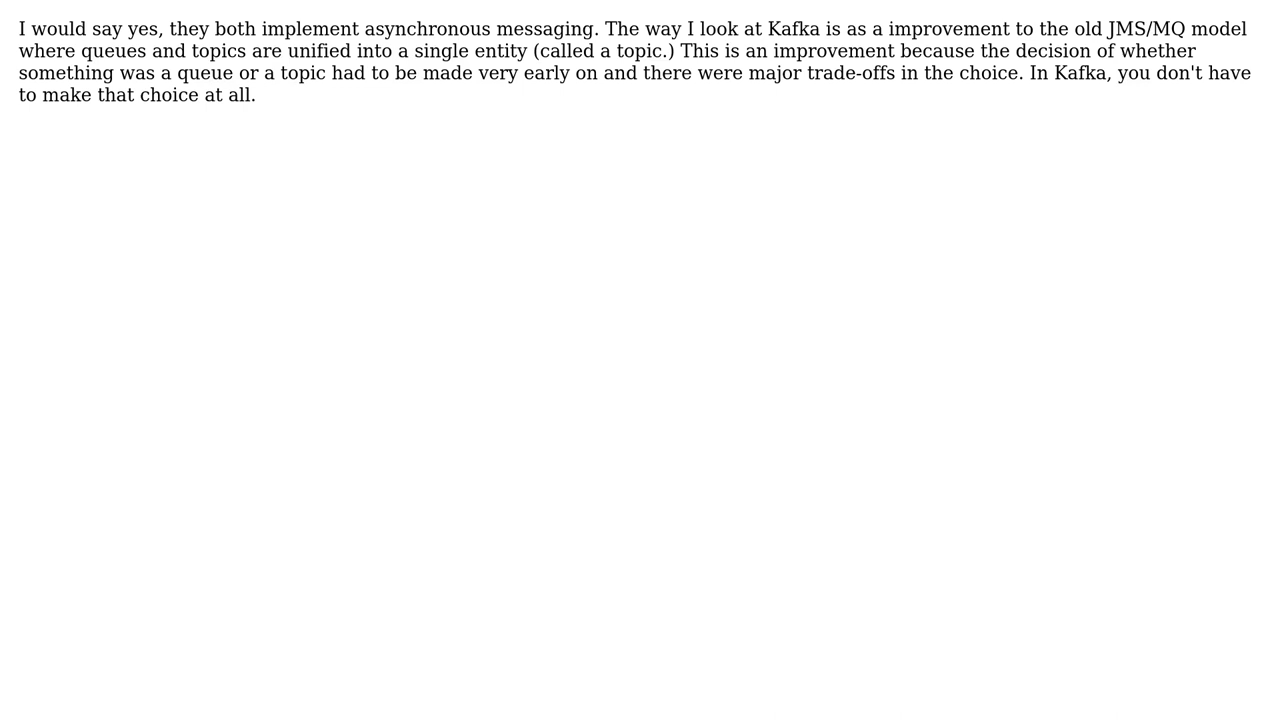 I would say yes, they both implement asynchronous messaging. The way I look at Kafka is as a improvement to the old JMS/MQ model
where queues and topics are unified into a single entity (called a topic.) This is an improvement because the decision of whether
something was a queue or a topic had to be made very early on and there were major trade-offs in the choice. In Kafka, you don't have
to make that choice at all.